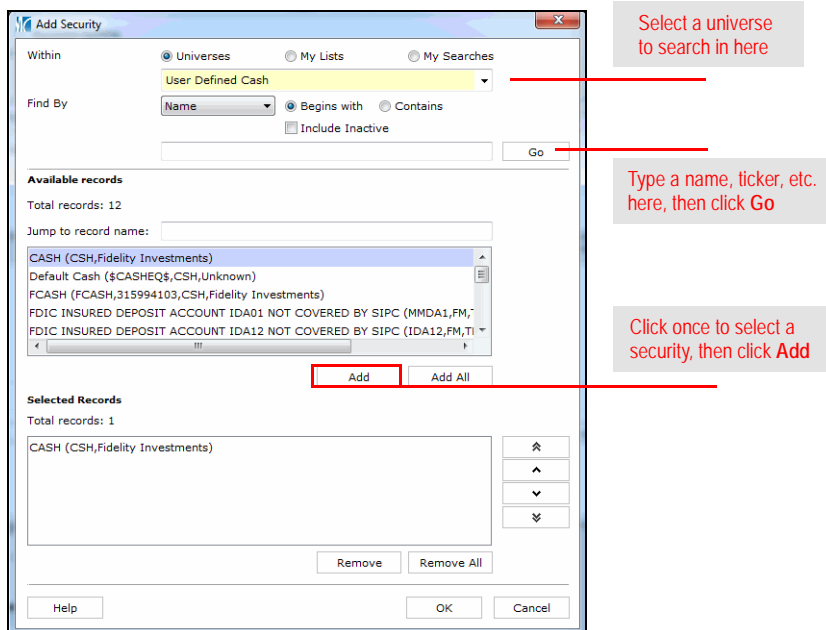 Add Security
Select a universe
to search in here
Within
Universes
My Lists
My Searches
User Defined Cash
Find By
Name
Begins with
Contains
Include Inactive
Go
Type a name, ticker, etc.
here, then click Go
Available records
Total records: 12
Jump to record name:
CASH (CSH,Fidelity Investments)
Default Cash ($CASHEQ$,CSH,Unknown)
FCASH (FCASH,315994103,CSH,Fidelity Investments)
FDIC INSURED DEPOSIT ACCOUNT IDA01 NOT COVERED BY SIPC (MMDA1,FM,
FDIC INSURED DEPOSIT ACCOUNT IDA12 NOT COVERED BY SIPC (IDA12,FM,
Click once to select a
security, then click Add
Add
Add All
Selected Records
Total records: 1
CASH (CSH,Fidelity Investments)
Remove
Remove All
Help
OK
Cancel